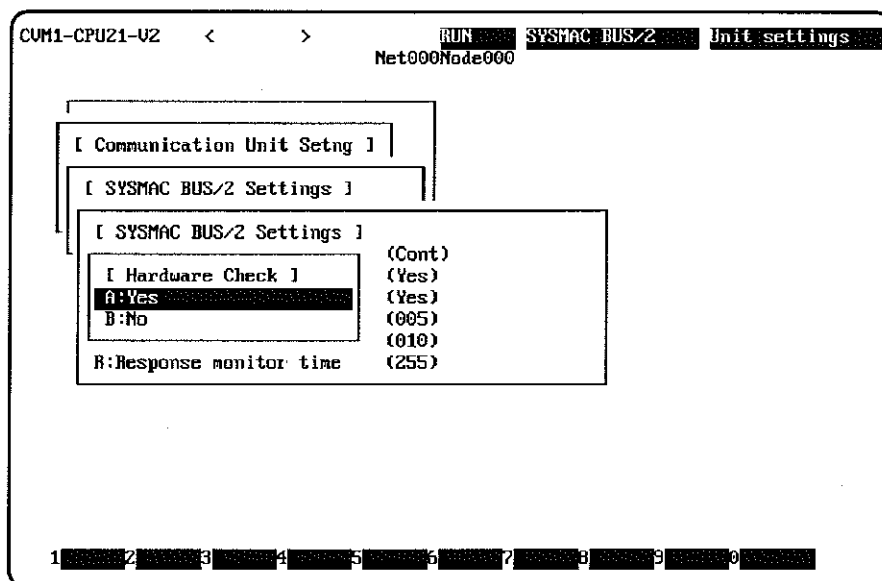 CVM1-CPU21-V2 < > RUN SYSMAC BUS/2 Unit settings
Net000Node000
[ Communication Unit Setng ]
[ SYSMAC BUS/2 Settings ]
[ SYSMAC BUS/2 Settings ]
(Cont)
[ Hardware Check ] (Yes)
A:Yes (Yes)
B:No (005)
(010)
R:Response monitor time (255)
1 2 3 4 5 6 7 8 9 0